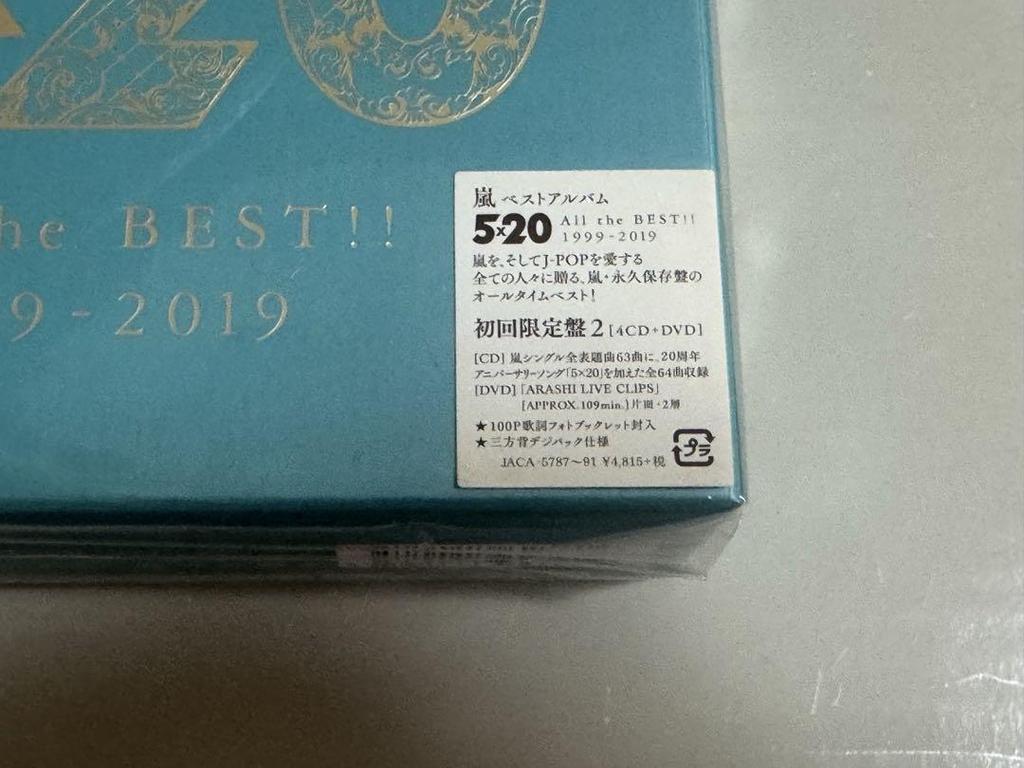 20
he BEST!!
9-2019
嵐 ベストアルバム
5×20 All the BEST!!
1999-2019
嵐を、そしてJ-POPを愛する
全ての人々に贈る、嵐・永久保存盤の
オールタイムベスト!
初回限定盤2[4CD+DVD]
[CD] 嵐シングル全表題曲63曲に、20周年
アニバーサリーソング「5×20」を加えた全64曲収録
[DVD]「ARASHI LIVE CLIPS」
[APPROX.109min.]片面・2層
★100P歌詞フォトブックレット封入
★三方背デジパック仕様
プラ
JACA-5787〜91 ¥4,815+税